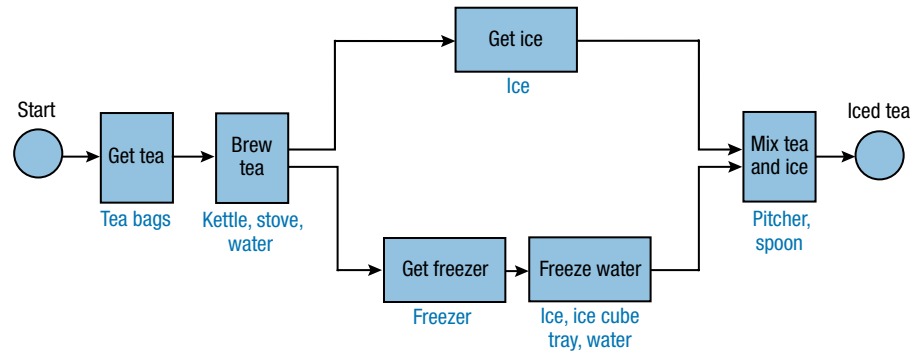 Start
Get tea
Tea bags
Brew
tea
Kettle, stove,
water
Get ice
Ice
Get freezer
Freezer
Freeze water
Ice, ice cube
tray, water
Mix tea
and ice
Pitcher,
spoon
Iced tea